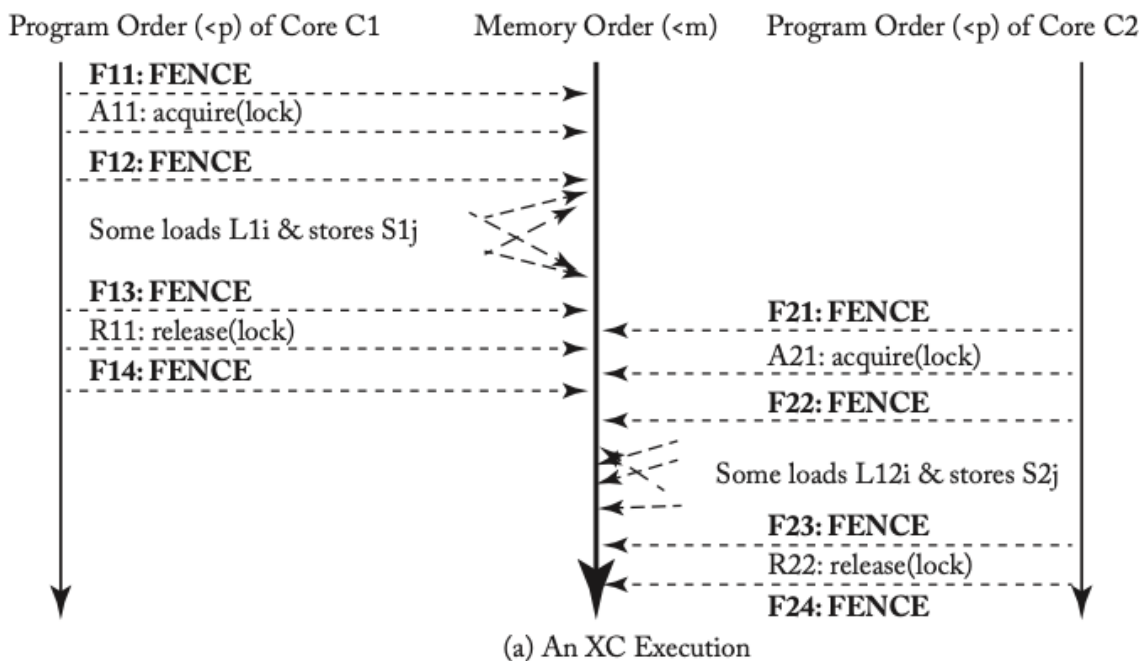 Program Order (<p) of Core C1
Memory Order (<m)
Program Order (<p) of Core C2
F11: FENCE
A11: acquire(lock)
F12: FENCE
Some loads L1i & stores S1j
F13: FENCE
R11: release(lock)
F14: FENCE
F21: FENCE
A21: acquire(lock)
F22: FENCE
Some loads L12i & stores S2j
F23: FENCE
R22: release(lock)
F24: FENCE
(a) An XC Execution